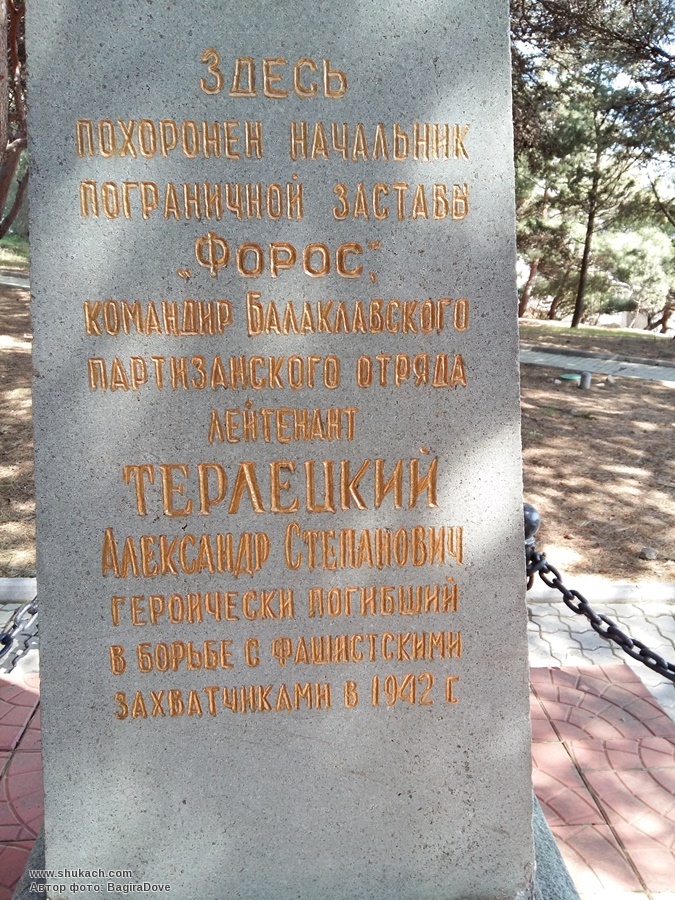 Здесь
похоронен начальник
пограничной заставы
„Форос",
командир Балаклавского
партизанского отряда
лейтенант
Терлецкий
Александр Степанович
героически погибший
в борьбе с фашистскими
захватчиками в 1942 г.
www.shukach.com
Автор фото: BagiraDove